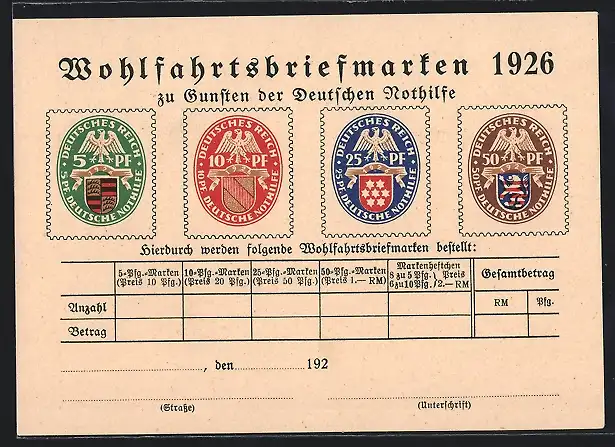 Wohlfahrtsbriefmarken 1926
zu Gunsten der Deutschen Nothilfe
DEUTSCHES REICH
5 PF
5 PF. DEUTSCHE NOTHILFE
DEUTSCHES REICH
10 PF
10 PF. DEUTSCHE NOTHILFE
DEUTSCHES REICH
25 PF
25 PF. DEUTSCHE NOTHILFE
DEUTSCHES REICH
50 PF
50 PF. DEUTSCHE NOTHILFE
Hierdurch werden folgende Wohlfahrtsbriefmarken bestellt:
5-Pfg.-Marken (Preis 10 Pfg.)
10-Pfg.-Marken (Preis 20 Pfg.)
25-Pfg.-Marken (Preis 50 Pfg.)
50-Pfg.-Marken (Preis 1.— RM)
Markenheftchen
8 zu 5 Pfg. \ Preis
6 zu 10 Pfg. / 2.— RM
Gesamtbetrag
RM Pfg.
Anzahl
Betrag
, den 192
(Straße) (Unterschrift)